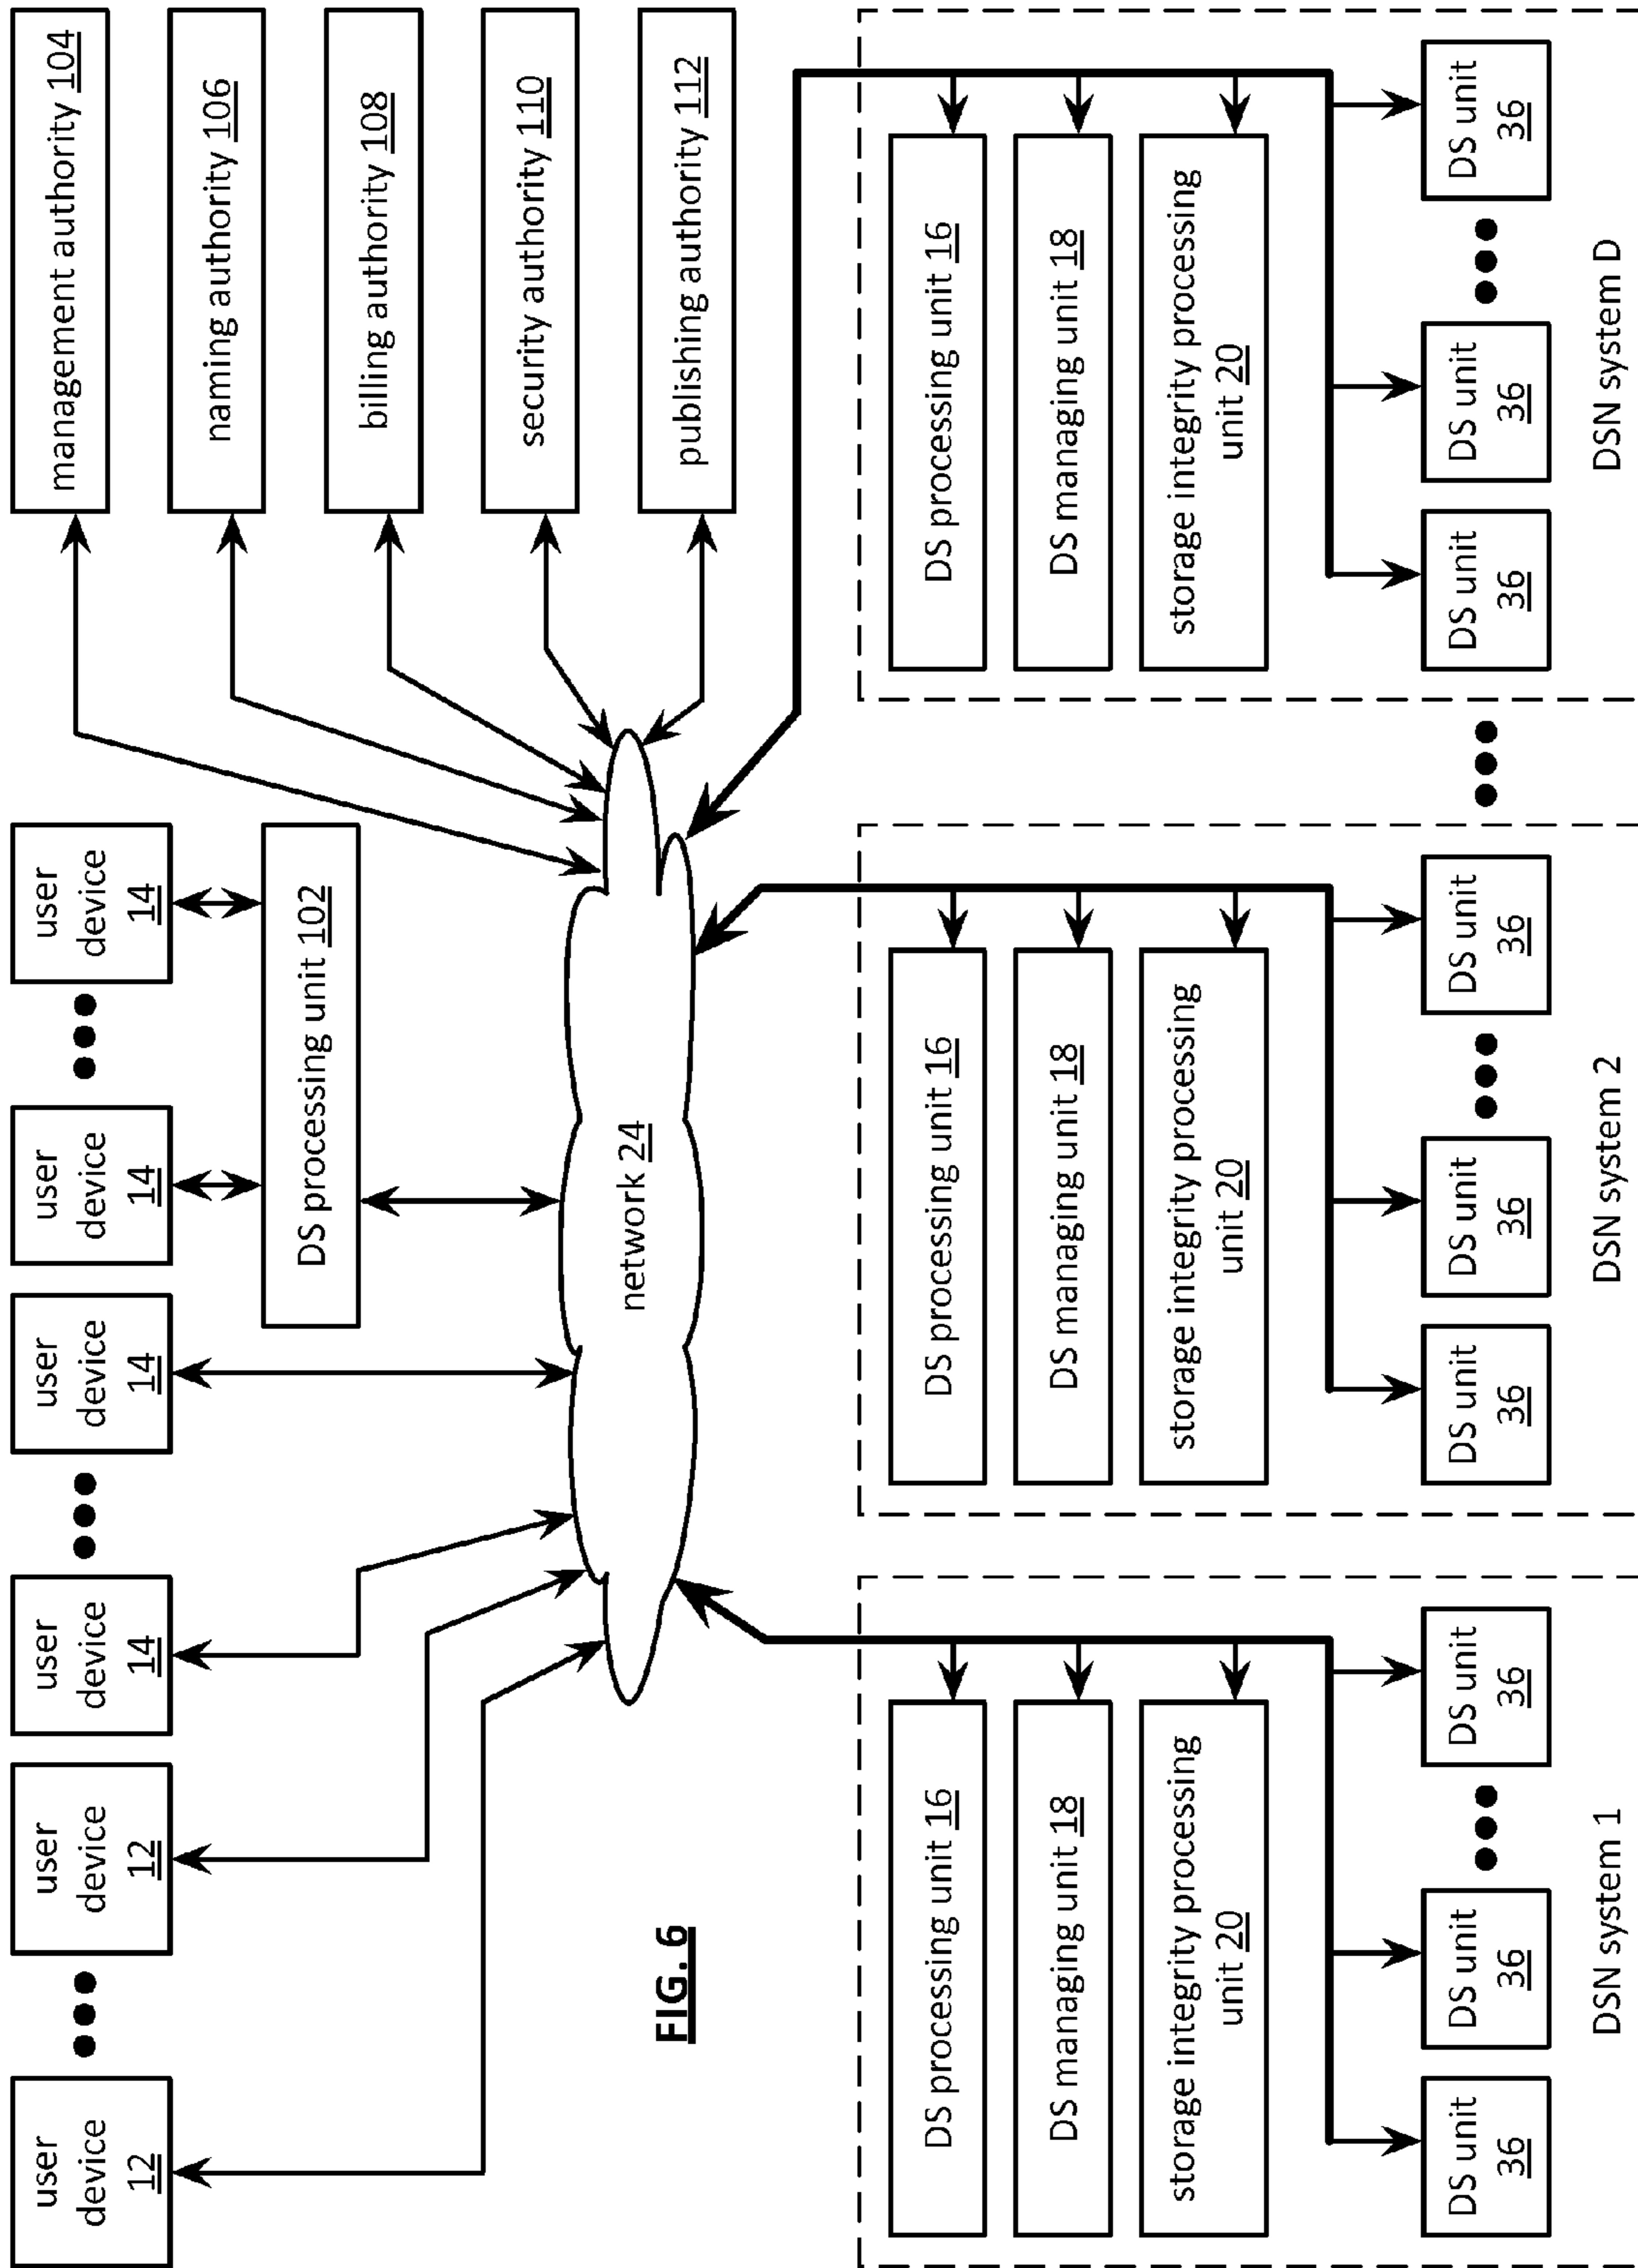 user
device
12
user
device
12
user
device
14
user
device
14
user
device
14
user
device
14
DS processing unit 102
management authority 104
naming authority 106
billing authority 108
security authority 110
publishing authority 112
network 24
FIG. 6
DS processing unit 16
DS managing unit 18
storage integrity processing
unit 20
DS unit
36
DS unit
36
DS unit
36
DSN system 1
DS processing unit 16
DS managing unit 18
storage integrity processing
unit 20
DS unit
36
DS unit
36
DS unit
36
DSN system 2
DS processing unit 16
DS managing unit 18
storage integrity processing
unit 20
DS unit
36
DS unit
36
DS unit
36
DSN system D